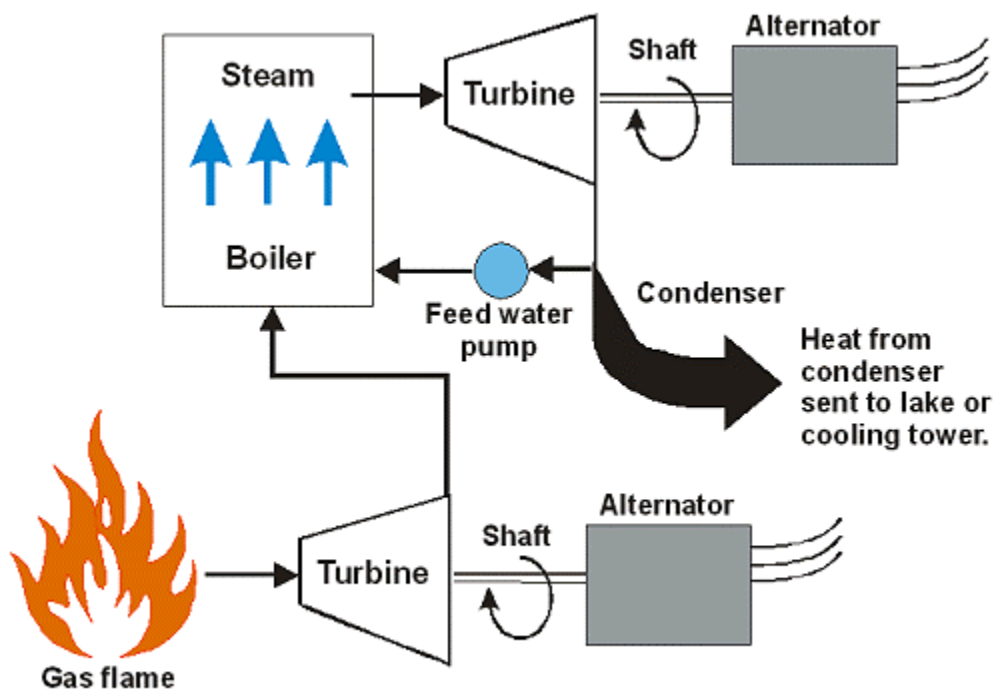 Alternator
Shaft
Steam
Turbine
Boiler
Condenser
Feed water
pump
Heat from
condenser
sent to lake or
cooling tower.
Alternator
Shaft
Turbine
Gas flame